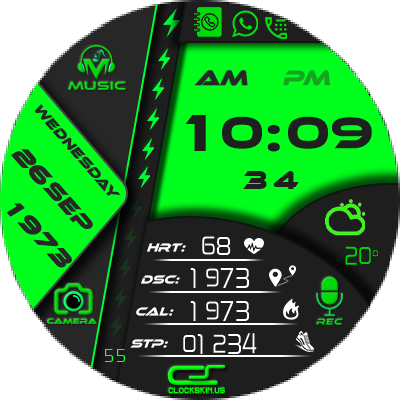 MUSIC
AM PM
10:09
34
WEDNESDAY
26SEP
1973
20°
HRT: 68
DSC: 1973
CAL: 1973
STP: 01234
CAMERA
REC
55
CLOCKSKIN.US